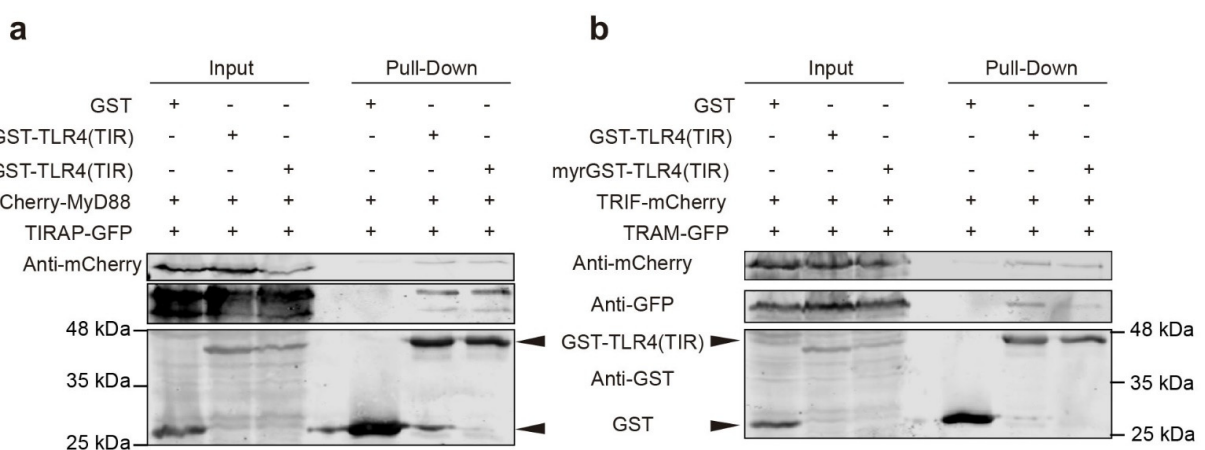 a
Input Pull-Down
GST + - - + - -
GST-TLR4(TIR) - + - - + -
GST-TLR4(TIR) - - + - - +
Cherry-MyD88 + + + + + +
TIRAP-GFP + + + + + +
Anti-mCherry
48 kDa
35 kDa
25 kDa
b
Input Pull-Down
GST + - - + - -
GST-TLR4(TIR) - + - - + -
myrGST-TLR4(TIR) - - + - - +
TRIF-mCherry + + + + + +
TRAM-GFP + + + + + +
Anti-mCherry
Anti-GFP
GST-TLR4(TIR)
Anti-GST
GST
48 kDa
35 kDa
25 kDa